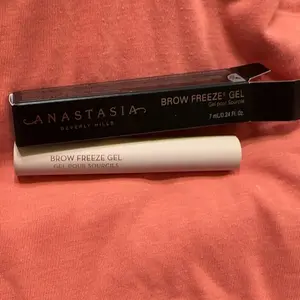 ANASTASIA
BEVERLY HILLS
BROW FREEZE® GEL
Gel pour Sourcils
7 mL/0.24 fl. Oz
BROW FREEZE GEL
GEL POUR SOURCILS